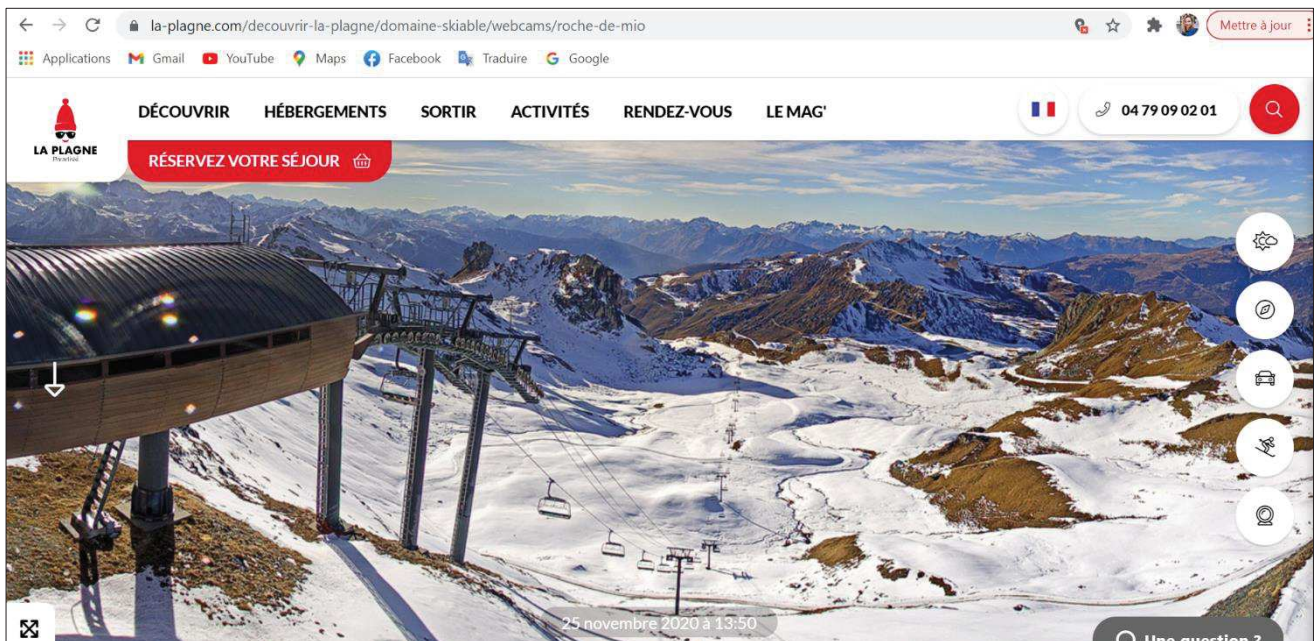 la-plagne.com/decouvrir-la-plagne/domaine-skiable/webcams/roche-de-mio
Mettre à jour
Applications Gmail YouTube Maps Facebook Traduire Google
LA PLAGNE
DÉCOUVRIR HÉBERGEMENTS SORTIR ACTIVITÉS RENDEZ-VOUS LE MAG'
04 79 09 02 01
RÉSERVEZ VOTRE SÉJOUR
25 novembre 2020 à 13:50
Une question ?